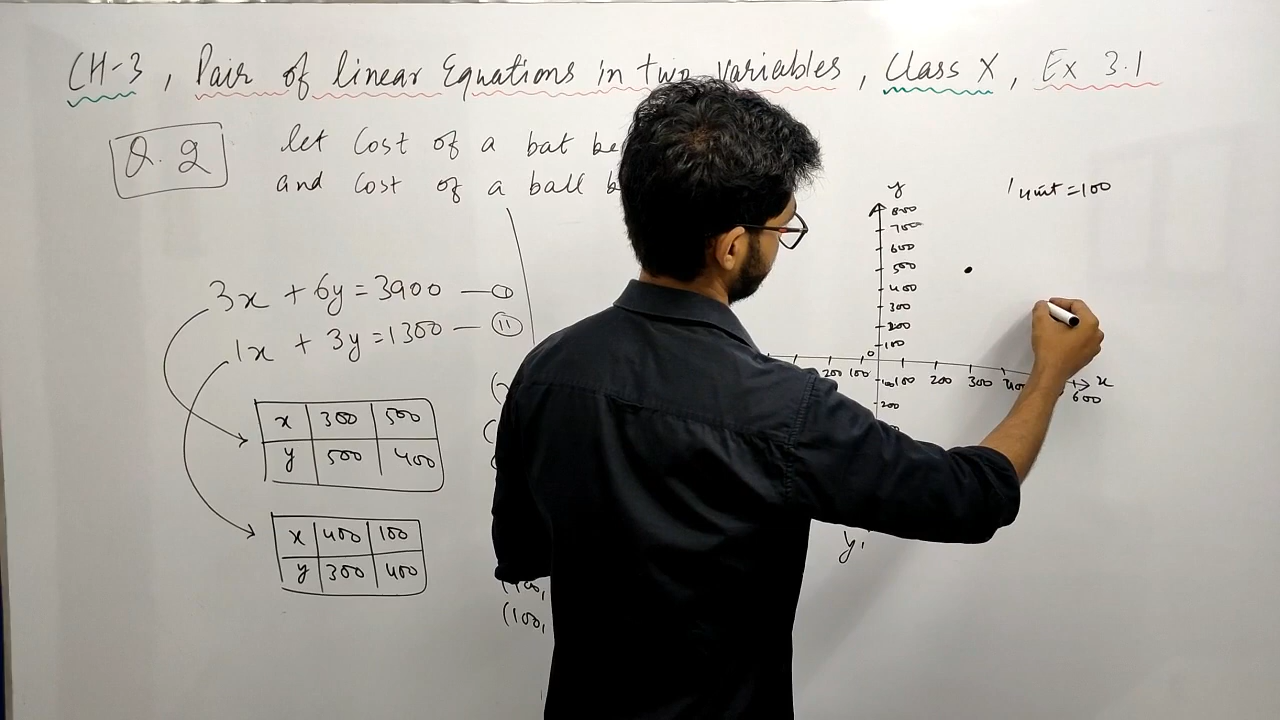 CH-3, Pair of linear Equations in two variables, Class X, Ex 3.1
Q. 2
let Cost of a bat be
and Cost of a ball b
3x + 6y = 3900 — (I)
1x + 3y = 1300 — (II)
x 300 500
y 500 400
x 400 100
y 300 400
(100,
1 unit = 100
y
800
700
600
500
400
300
200
100
0
200 100 100 200 300 400 600 x
100
200
y'